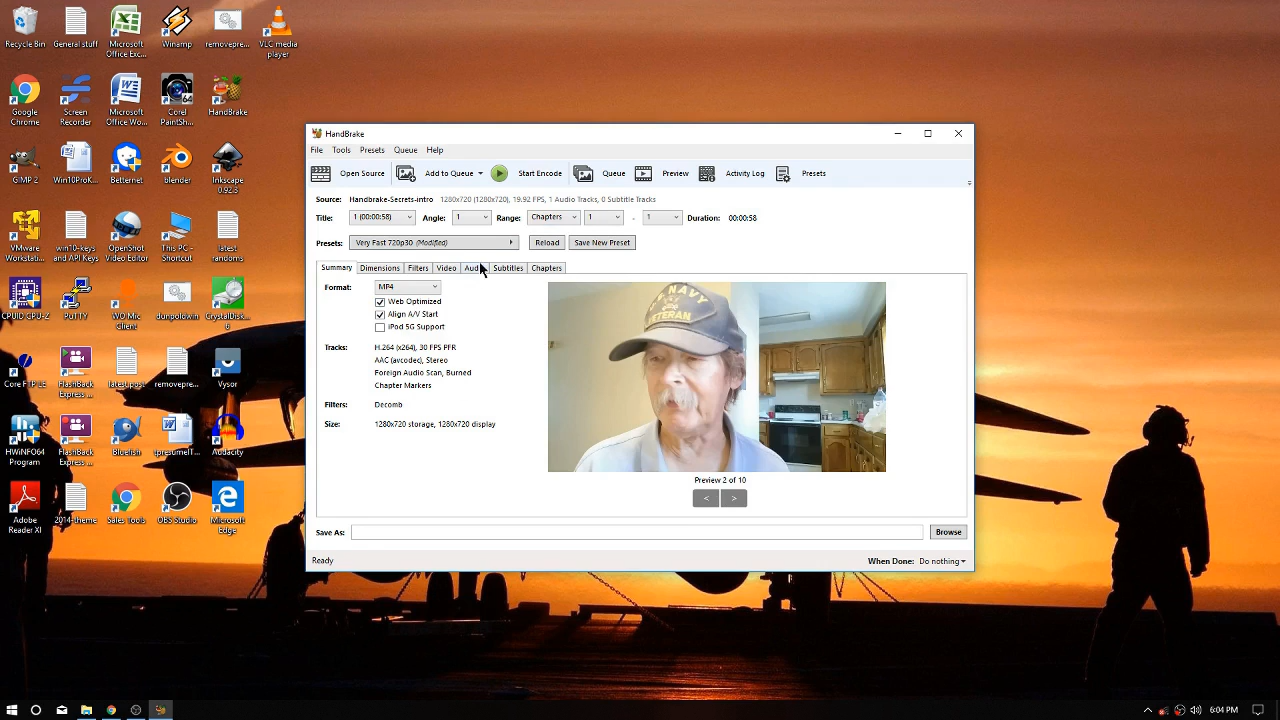 Recycle Bin
General stuff
Microsoft Office Exc...
Winamp
removepre...
VLC media player
Google Chrome
Screen Recorder
Microsoft Office Wo...
Corel PaintSh...
HandBrake
GIMP 2
Win10ProK...
Betternet
blender
Inkscape 0.92.3
VMware Workstati...
win10-keys and API Keys
OpenShot Video Editor
This PC - Shortcut
latest randoms
CPUID CPU-Z
PuTTY
WO Mic Client
dunpoldwin
CrystalDisk... 6
Core FTP LE
FlashBack Express ...
latestppst
removepre...
Vysor
HWiNFO64 Program
FlashBack Express ...
Bluefish
Audacity
Adobe Reader XI
2014-theme
Sales Tools
OBS Studio
Microsoft Edge
HandBrake
File Tools Presets Queue Help
Open Source Add to Queue Start Encode Queue Preview Activity Log Presets
Source: Handbrake-Secrets-intro 1280x720 (1280x720), 19.92 FPS, 1 Audio Tracks, 0 Subtitle Tracks
Title: 1 (00:00:58) Angle: 1 Range: Chapters 1 - 1 Duration: 00:00:58
Presets: Very Fast 720p30 (Modified) Reload Save New Preset
Summary Dimensions Filters Video Aud Subtitles Chapters
Format: MP4
Web Optimized
Align A/V Start
iPod 5G Support
Tracks: H.264 (x264), 30 FPS PFR
AAC (avcodec), Stereo
Foreign Audio Scan, Burned
Chapter Markers
Filters: Decomb
Size: 1280x720 storage, 1280x720 display
NAVY
VETERAN
Preview 2 of 10
< >
Save As: Browse
Ready When Done: Do nothing
6:04 PM